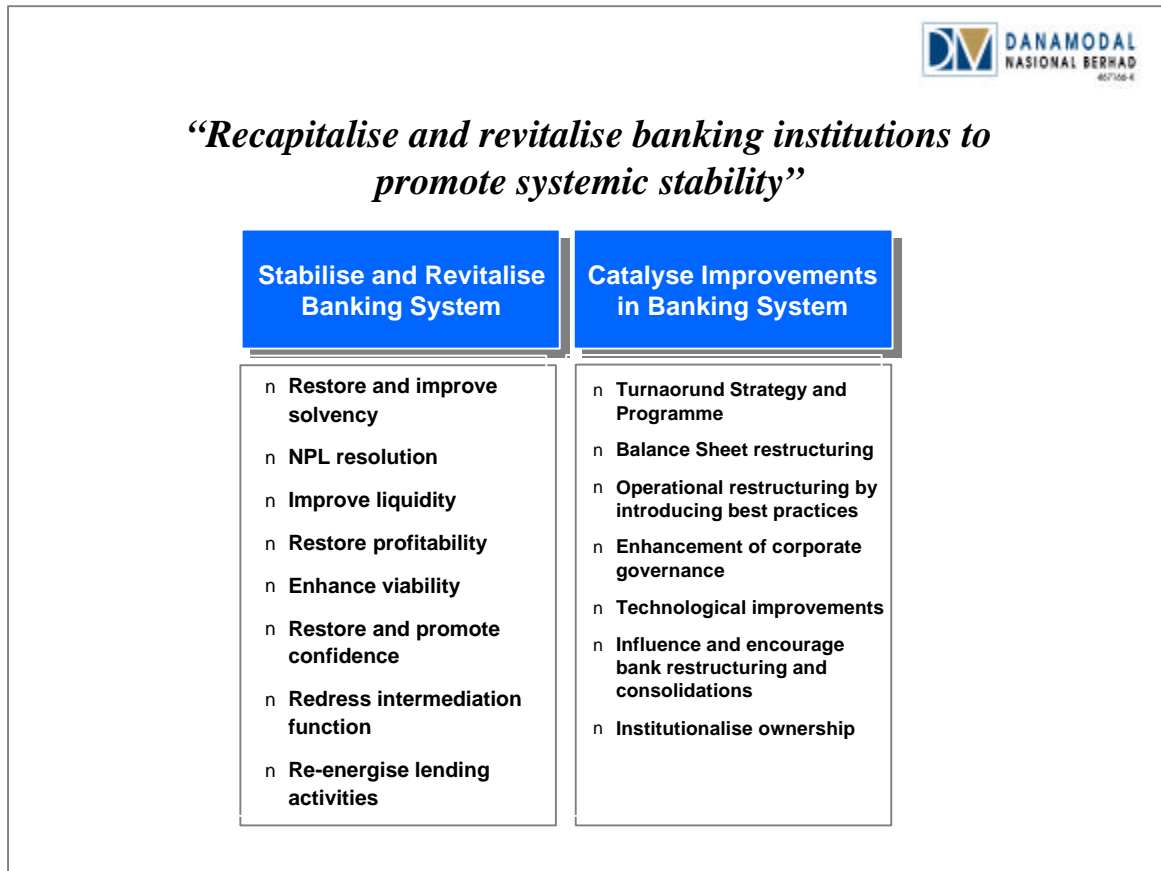 DANAMODAL
NASIONAL BERHAD
467166-K
“Recapitalise and revitalise banking institutions to
promote systemic stability”
Stabilise and Revitalise
Banking System
n Restore and improve
solvency
n NPL resolution
n Improve liquidity
n Restore profitability
n Enhance viability
n Restore and promote
confidence
n Redress intermediation
function
n Re-energise lending
activities
Catalyse Improvements
in Banking System
n Turnaorund Strategy and
Programme
n Balance Sheet restructuring
n Operational restructuring by
introducing best practices
n Enhancement of corporate
governance
n Technological improvements
n Influence and encourage
bank restructuring and
consolidations
n Institutionalise ownership